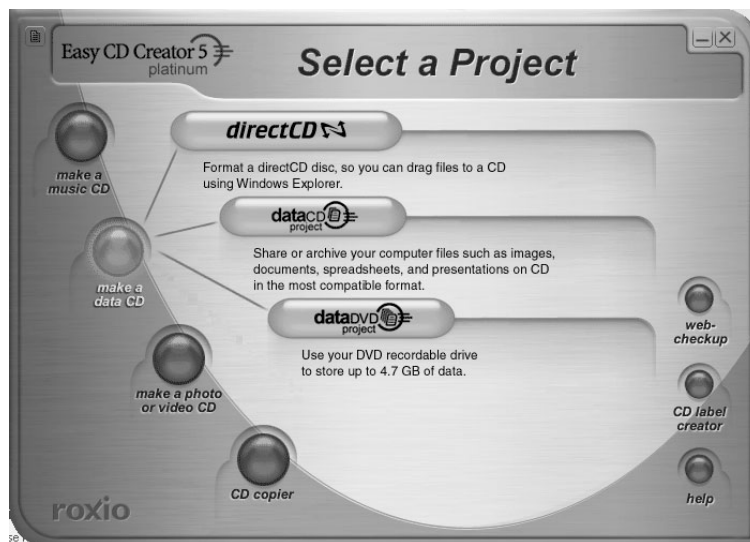 Easy CD Creator 5
platinum
Select a Project
directCD
make a
music CD
Format a directCD disc, so you can drag files to a CD
using Windows Explorer.
dataCD
project
make a
data CD
Share or archive your computer files such as images,
documents, spreadsheets, and presentations on CD
in the most compatible format.
dataDVD
project
web-
checkup
Use your DVD recordable drive
to store up to 4.7 GB of data.
make a photo
or video CD
CD label
creator
CD copier
help
roxio